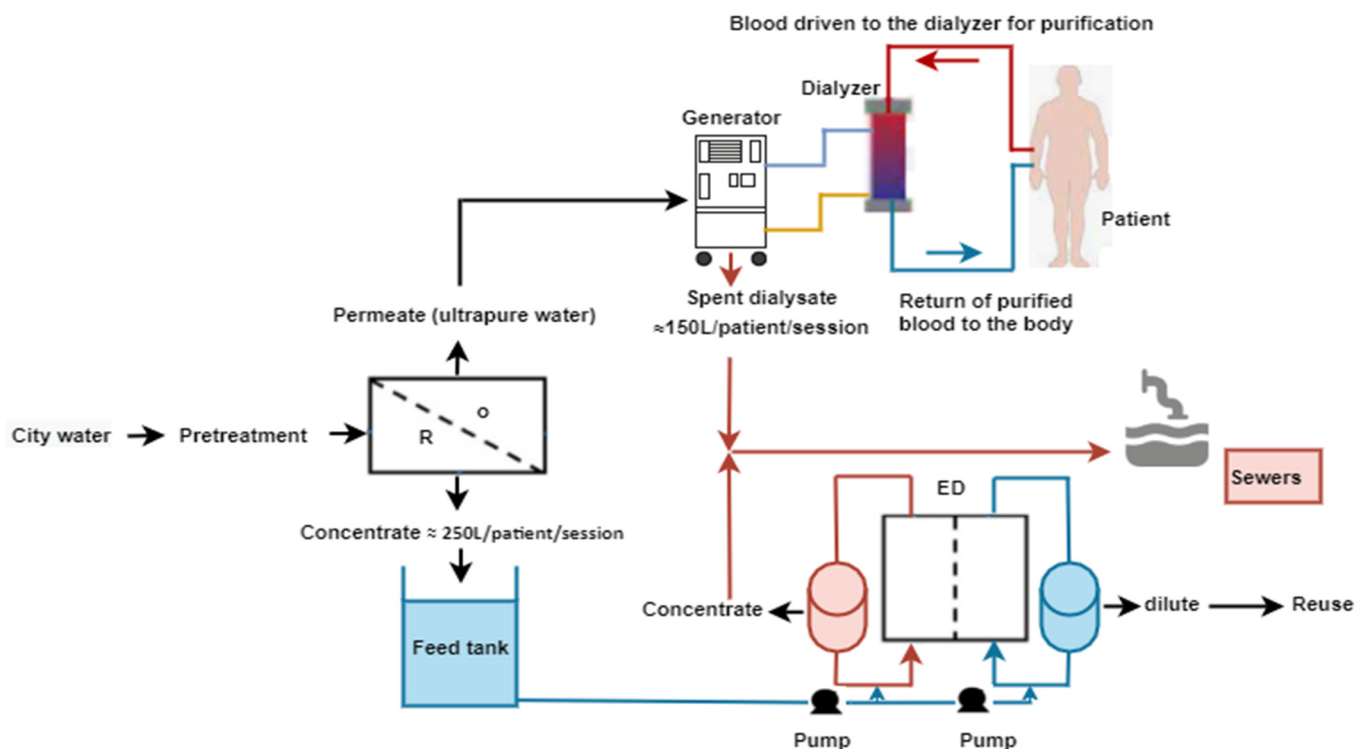 Blood driven to the dialyzer for purification
Dialyzer
Generator
Patient
Spent dialysate
≈150L/patient/session
Return of purified
blood to the body
Permeate (ultrapure water)
City water
Pretreatment
R
o
Sewers
ED
Concentrate ≈ 250L/patient/session
Concentrate
dilute
Reuse
Feed tank
Pump
Pump